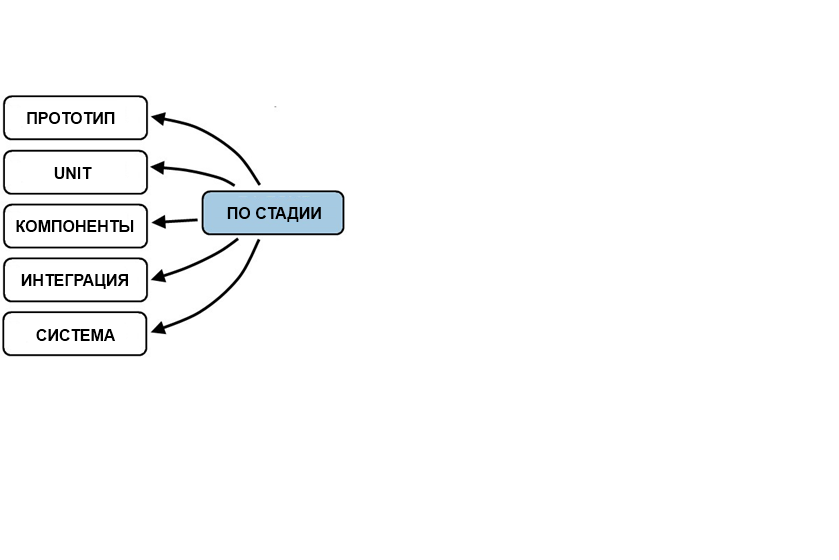 ПРОТОТИП
UNIT
КОМПОНЕНТЫ
ИНТЕГРАЦИЯ
СИСТЕМА
ПО СТАДИИ